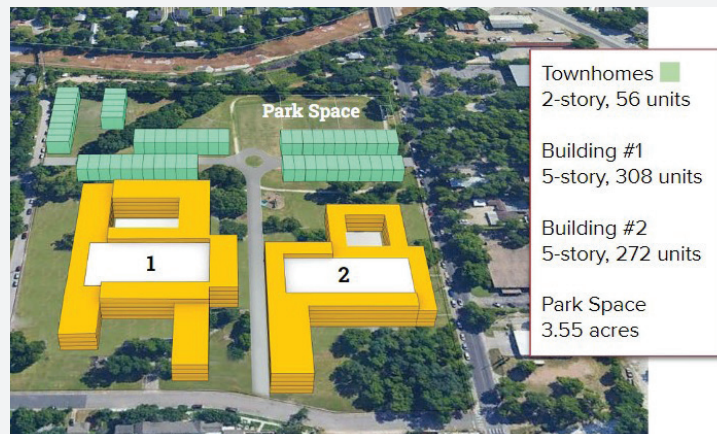 Park Space
1
2
Townhomes
2-story, 56 units
Building #1
5-story, 308 units
Building #2
5-story, 272 units
Park Space
3.55 acres